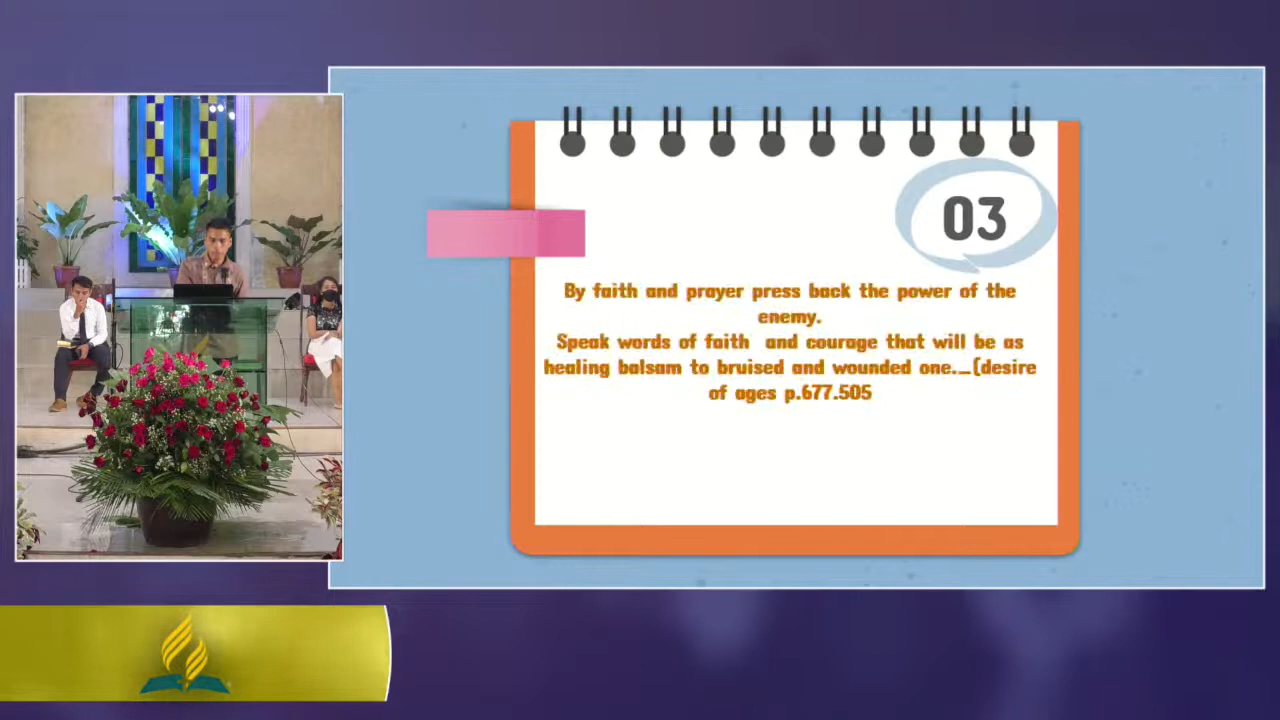 03
By faith and prayer press back the power of the
enemy.
Speak words of faith and courage that will be as
healing balsam to bruised and wounded one._(desire
of ages p.677.505